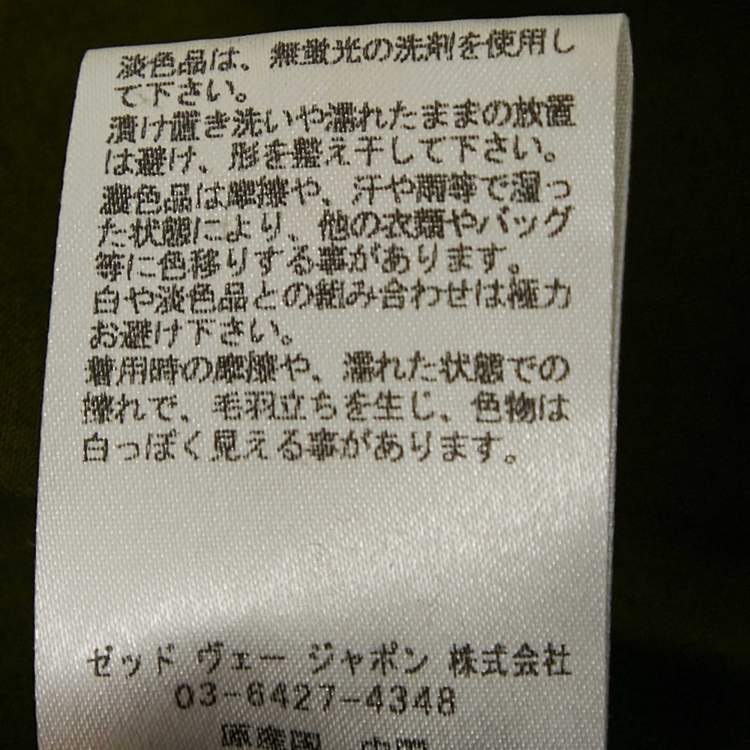 淡色品は、無蛍光の洗剤を使用し
て下さい。
漬け置き洗いや濡れたままの放置
は避け、形を整え干して下さい。
濃色品は摩擦や、汗や雨等で湿っ
た状態により、他の衣類やバッグ
等に色移りする事があります。
白や淡色品との組み合わせは極力
お避け下さい。
着用時の摩擦や、濡れた状態での
擦れで、毛羽立ちを生じ、色物は
白っぽく見える事があります。
ゼッド ヴェー ジャポン 株式会社
03-6427-4348
原産国 中国